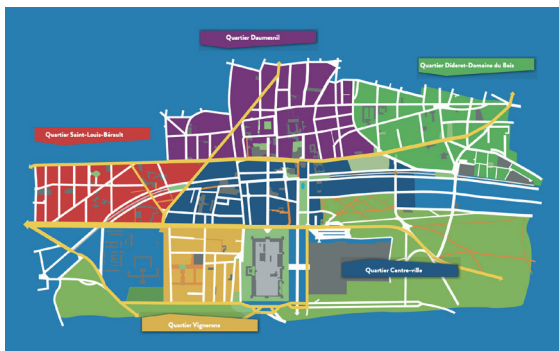 Quartier Daumesnil
Quartier Diderot-Domaine du Bois
Quartier Saint-Louis-Bérault
Quartier Centre-ville
Quartier Vignerons